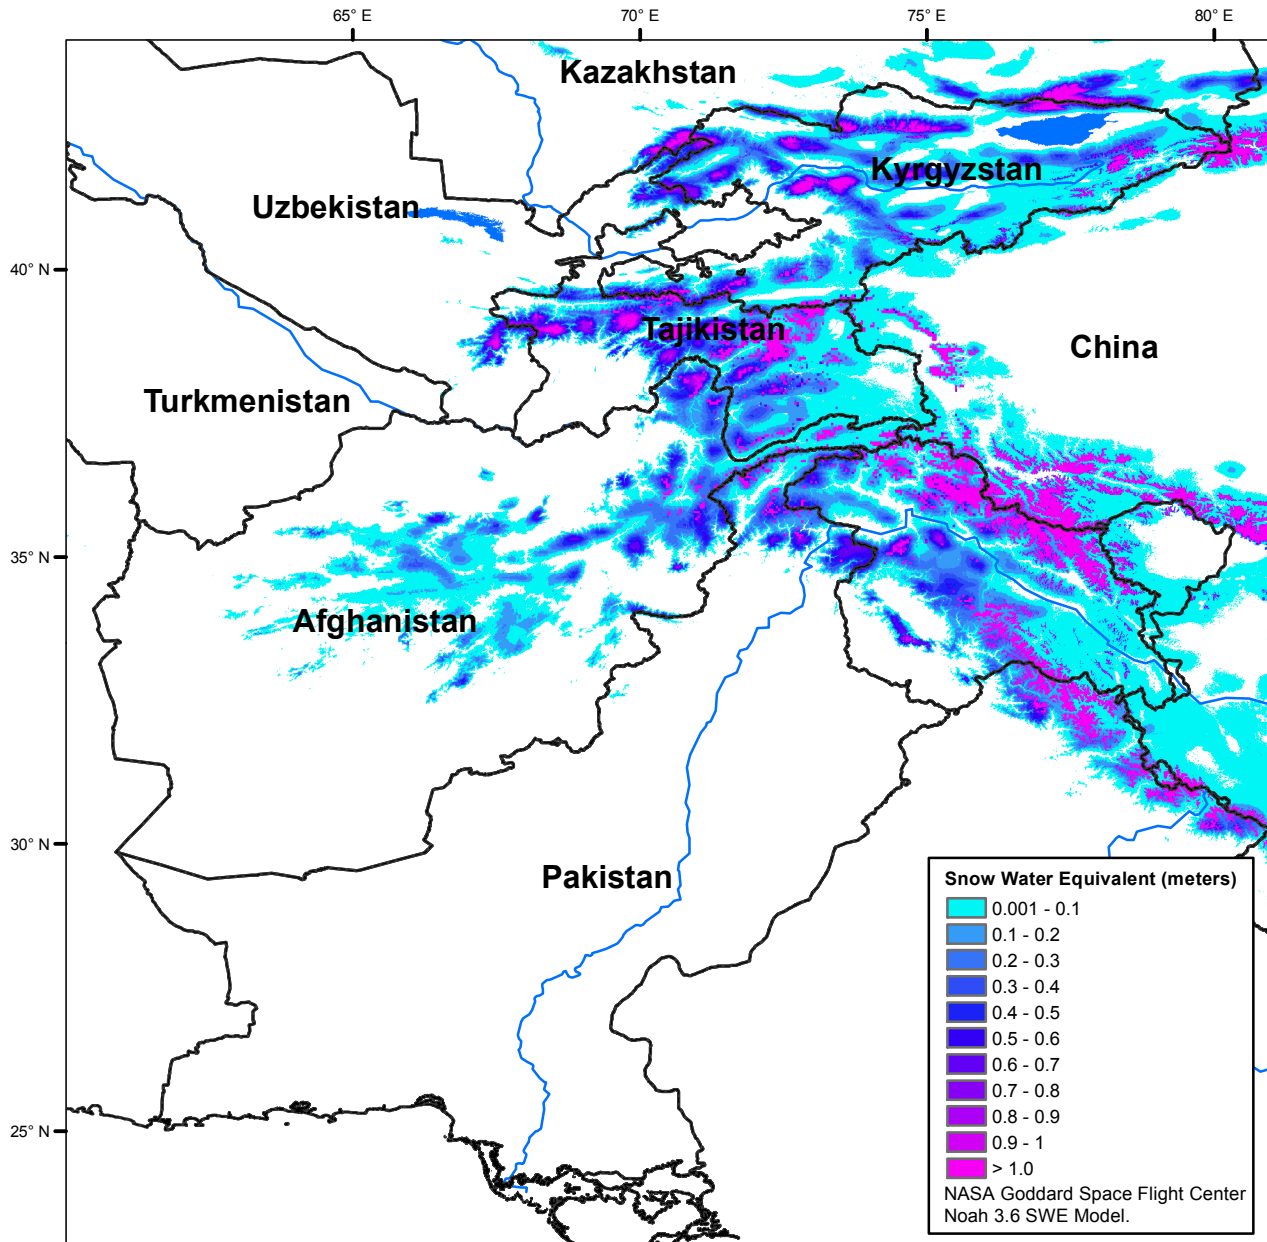 65° E
70° E
75° E
80° E
Kazakhstan
Kyrgyzstan
Uzbekistan
40° N
Tajikistan
China
Turkmenistan
35° N
Afghanistan
30° N
Pakistan
25° N
Snow Water Equivalent (meters)
0.001 - 0.1
0.1 - 0.2
0.2 - 0.3
0.3 - 0.4
0.4 - 0.5
0.5 - 0.6
0.6 - 0.7
0.7 - 0.8
0.8 - 0.9
0.9 - 1
> 1.0
NASA Goddard Space Flight Center
Noah 3.6 SWE Model.